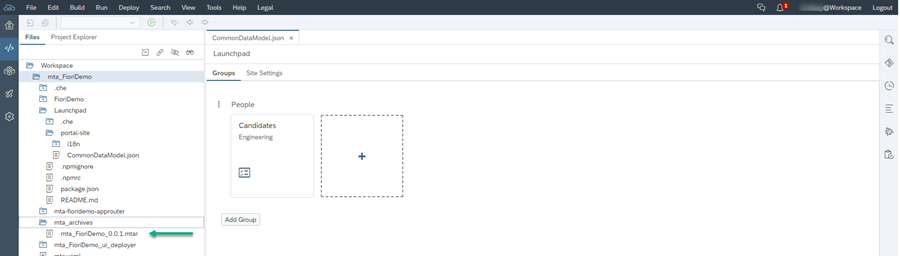 File Edit Build Run Deploy Search View Tools Help Legal
1
@Workspace
Logout
Files
Project Explorer
Workspace
mta_FioriDemo
.che
FioriDemo
Launchpad
.che
portal-site
i18n
CommonDataModel.json
.npmignore
.npmrc
package.json
README.md
mta-fioridemo-approuter
mta_archives
mta_FioriDemo_0.0.1.mtar
mta_FioriDemo_ui_deployer
CommonDataModel.json ×
Launchpad
Groups
Site Settings
People
Candidates
Engineering
+
Add Group